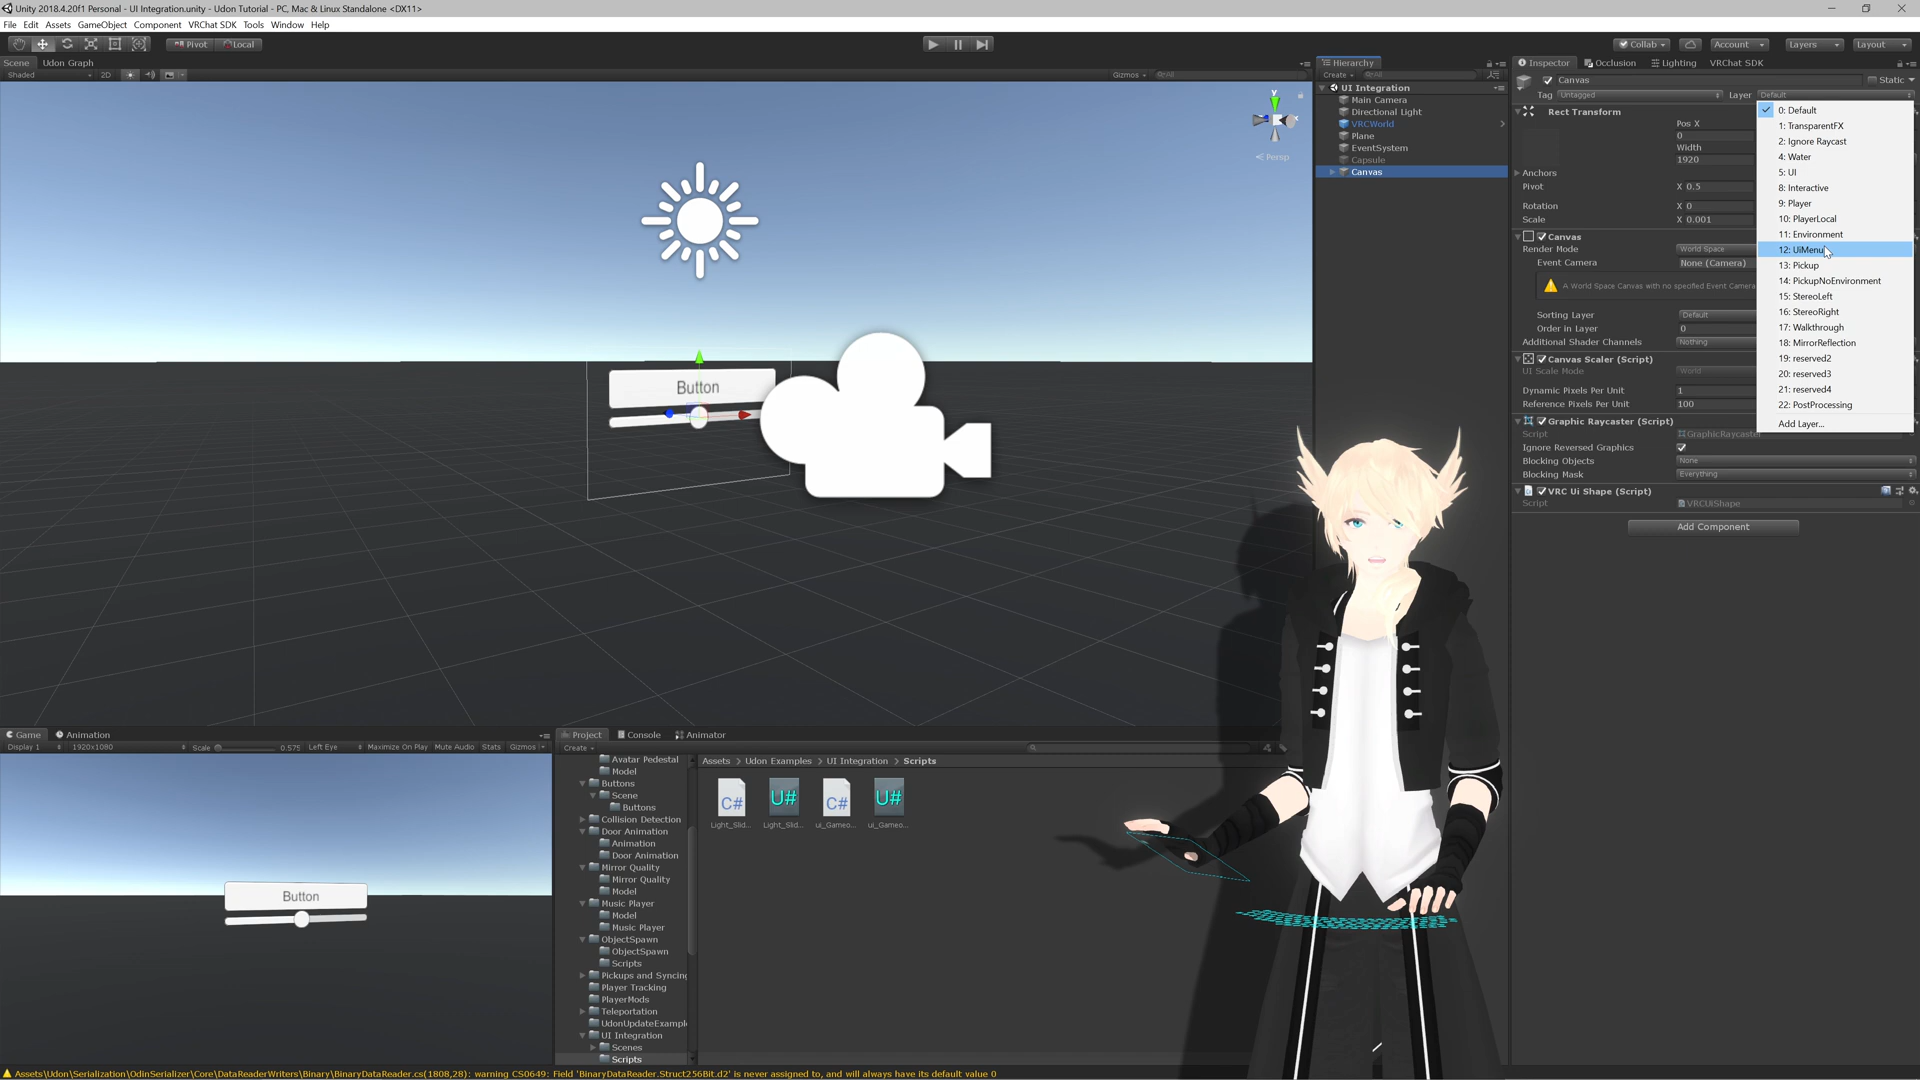 Unity 2018.4.20f1 Personal - UI Integration.unity - Udon Tutorial - PC, Mac & Linux Standalone <DX11>
File Edit Assets GameObject Component VRChat SDK Tools Window Help
Pivot Local
Collab Account Layers Layout
Scene Udon Graph
Shaded 2D Gizmos All
y
Persp
Button
Hierarchy
Create All
UI Integration
Main Camera
Directional Light
VRCWorld
Plane
EventSystem
Capsule
Canvas
Inspector Occlusion Lighting VRChat SDK
Canvas Static
Tag Untagged Layer Default
Rect Transform
Pos X
0
Width
1920
Anchors
Pivot X 0.5
Rotation X 0
Scale X 0.001
Canvas
Render Mode World Space
Event Camera None (Camera)
A World Space Canvas with no specified Event Camera
Sorting Layer Default
Order in Layer 0
Additional Shader Channels Nothing
Canvas Scaler (Script)
UI Scale Mode World
Dynamic Pixels Per Unit 1
Reference Pixels Per Unit 100
Graphic Raycaster (Script)
Script GraphicRaycaster
Ignore Reversed Graphics
Blocking Objects None
Blocking Mask Everything
VRC Ui Shape (Script)
Script VRCUiShape
Add Component
0: Default
1: TransparentFX
2: Ignore Raycast
4: Water
5: UI
8: Interactive
9: Player
10: PlayerLocal
11: Environment
12: UiMenu
13: Pickup
14: PickupNoEnvironment
15: StereoLeft
16: StereoRight
17: Walkthrough
18: MirrorReflection
19: reserved2
20: reserved3
21: reserved4
22: PostProcessing
Add Layer...
Game Animation
Display 1 1920x1080 Scale 0.575 Left Eye Maximize On Play Mute Audio Stats Gizmos
Button
Project Console Animator
Create
Avatar Pedestal
Model
Buttons
Scene
Buttons
Collision Detection
Door Animation
Animation
Door Animation
Mirror Quality
Mirror Quality
Model
Music Player
Model
Music Player
ObjectSpawn
ObjectSpawn
Scripts
Pickups and Syncing
Player Tracking
PlayerMods
Teleportation
UdonUpdateExampl
UI Integration
Scenes
Scripts
Assets > Udon Examples > UI Integration > Scripts
C# U# C# U#
Light_Slid... Light_Slid... ui_Gameo... ui_Gameo...
Assets\Udon\Serialization\OdinSerializer\Core\DataReaderWriters\Binary\BinaryDataReader.cs(1808,28): warning CS0649: Field 'BinaryDataReader.Struct256Bit.d2' is never assigned to, and will always have its default value 0